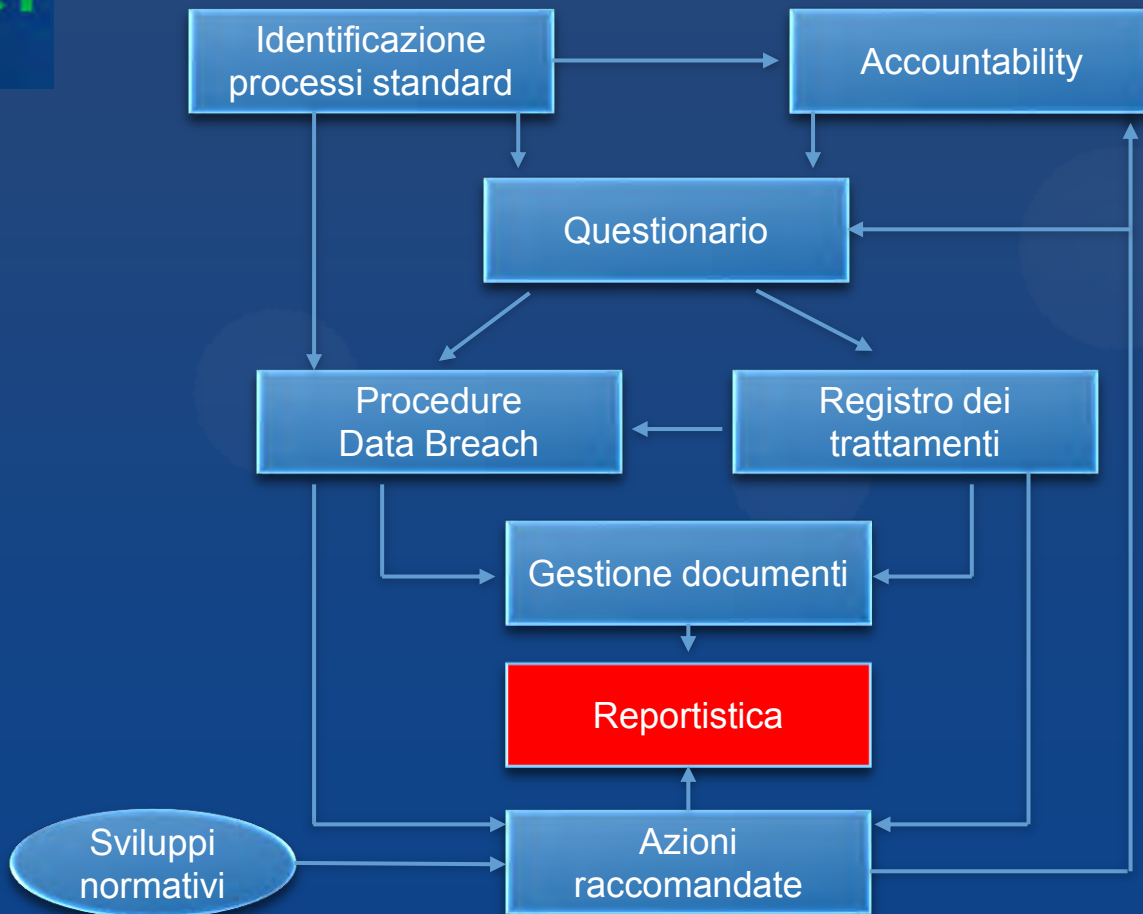 Identificazione
processi standard
Accountability
Questionario
Procedure
Data Breach
Registro dei
trattamenti
Gestione documenti
Reportistica
Sviluppi
normativi
Azioni
raccomandate